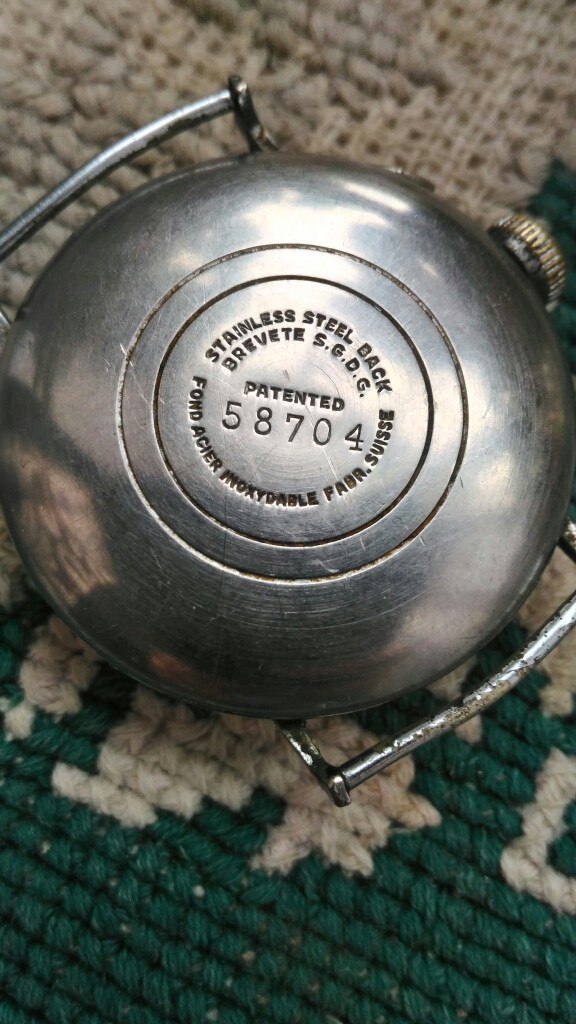 STAINLESS STEEL BACK
BREVETE S.G.D.G.
PATENTED
58704
FOND ACIER INOXYDABLE FABR. SUISSE